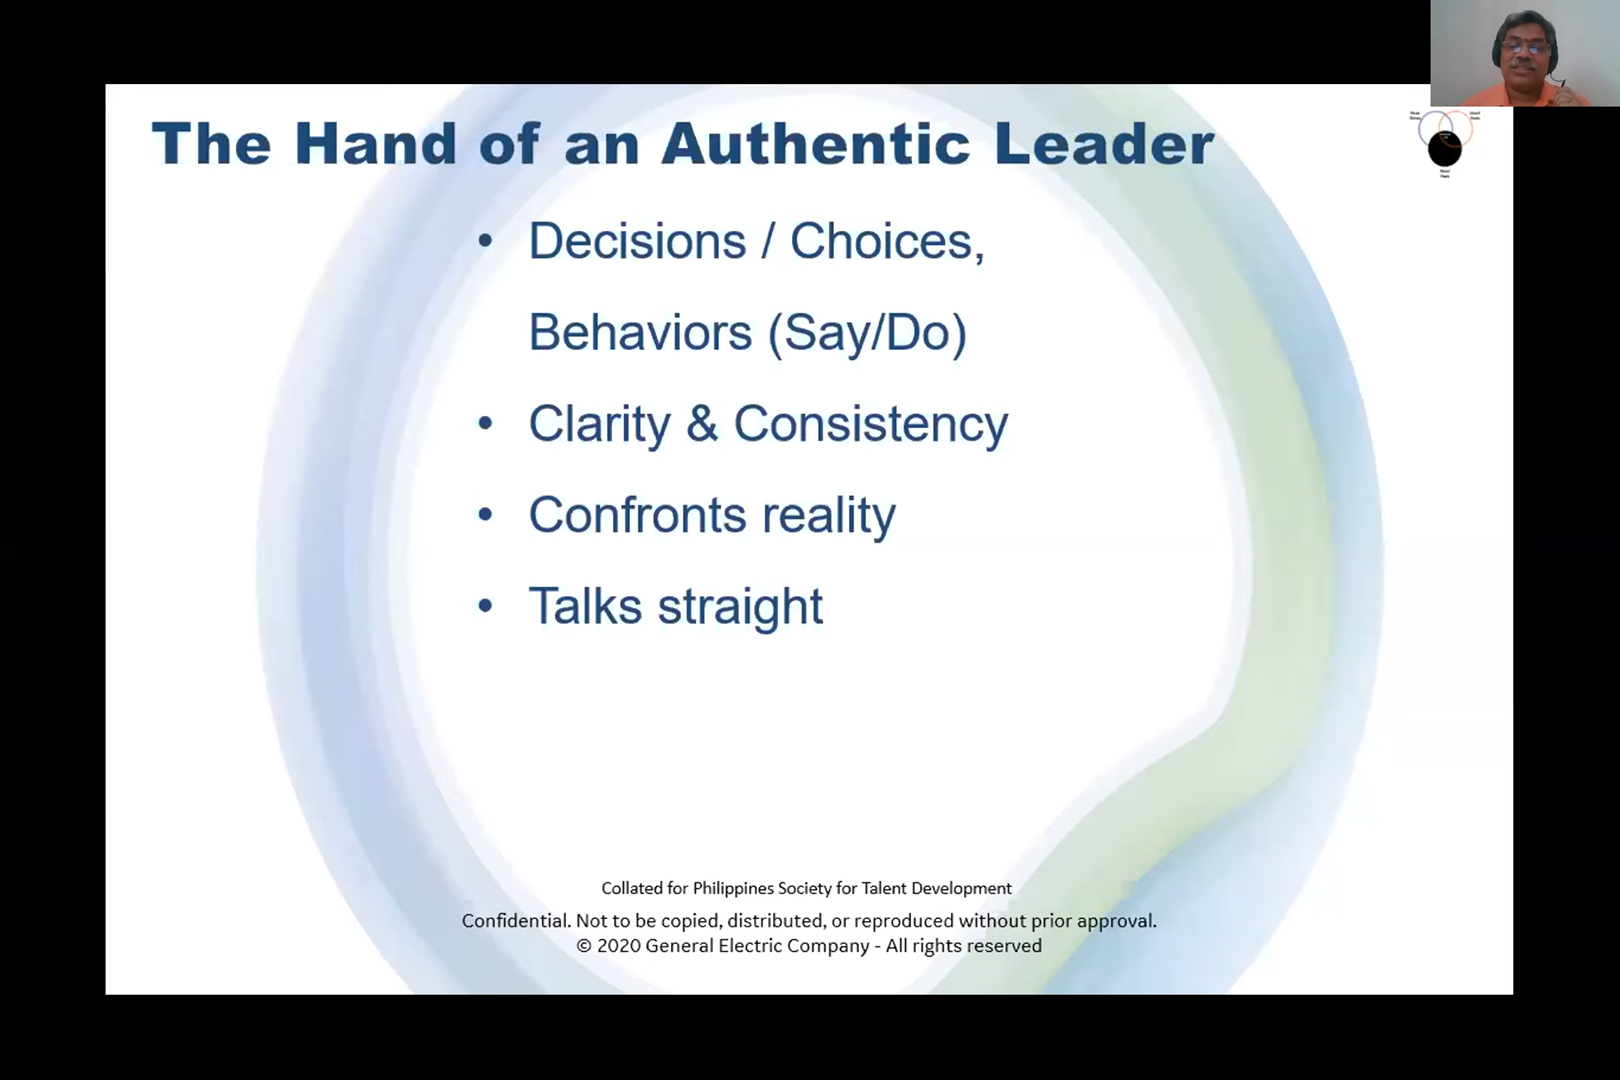 The Hand of an Authentic Leader
• Decisions / Choices,
Behaviors (Say/Do)
• Clarity & Consistency
• Confronts reality
• Talks straight
Collated for Philippines Society for Talent Development
Confidential. Not to be copied, distributed, or reproduced without prior approval.
© 2020 General Electric Company - All rights reserved